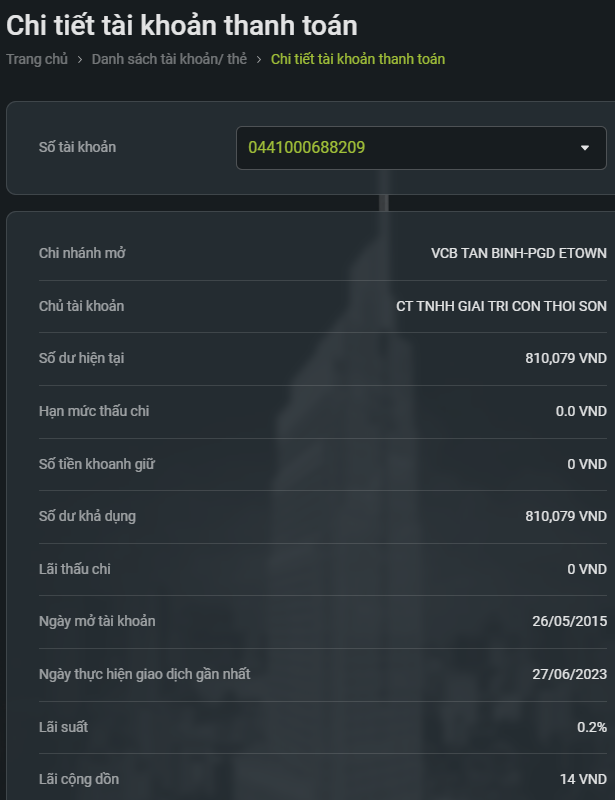 Chi tiết tài khoản thanh toán
Trang chủ > Danh sách tài khoản/ thẻ > Chi tiết tài khoản thanh toán
Số tài khoản 0441000688209
Chi nhánh mở VCB TAN BINH-PGD ETOWN
Chủ tài khoản CT TNHH GIAI TRI CON THOI SON
Số dư hiện tại 810,079 VND
Hạn mức thấu chi 0.0 VND
Số tiền khoanh giữ 0 VND
Số dư khả dụng 810,079 VND
Lãi thấu chi 0 VND
Ngày mở tài khoản 26/05/2015
Ngày thực hiện giao dịch gần nhất 27/06/2023
Lãi suất 0.2%
Lãi cộng dồn 14 VND